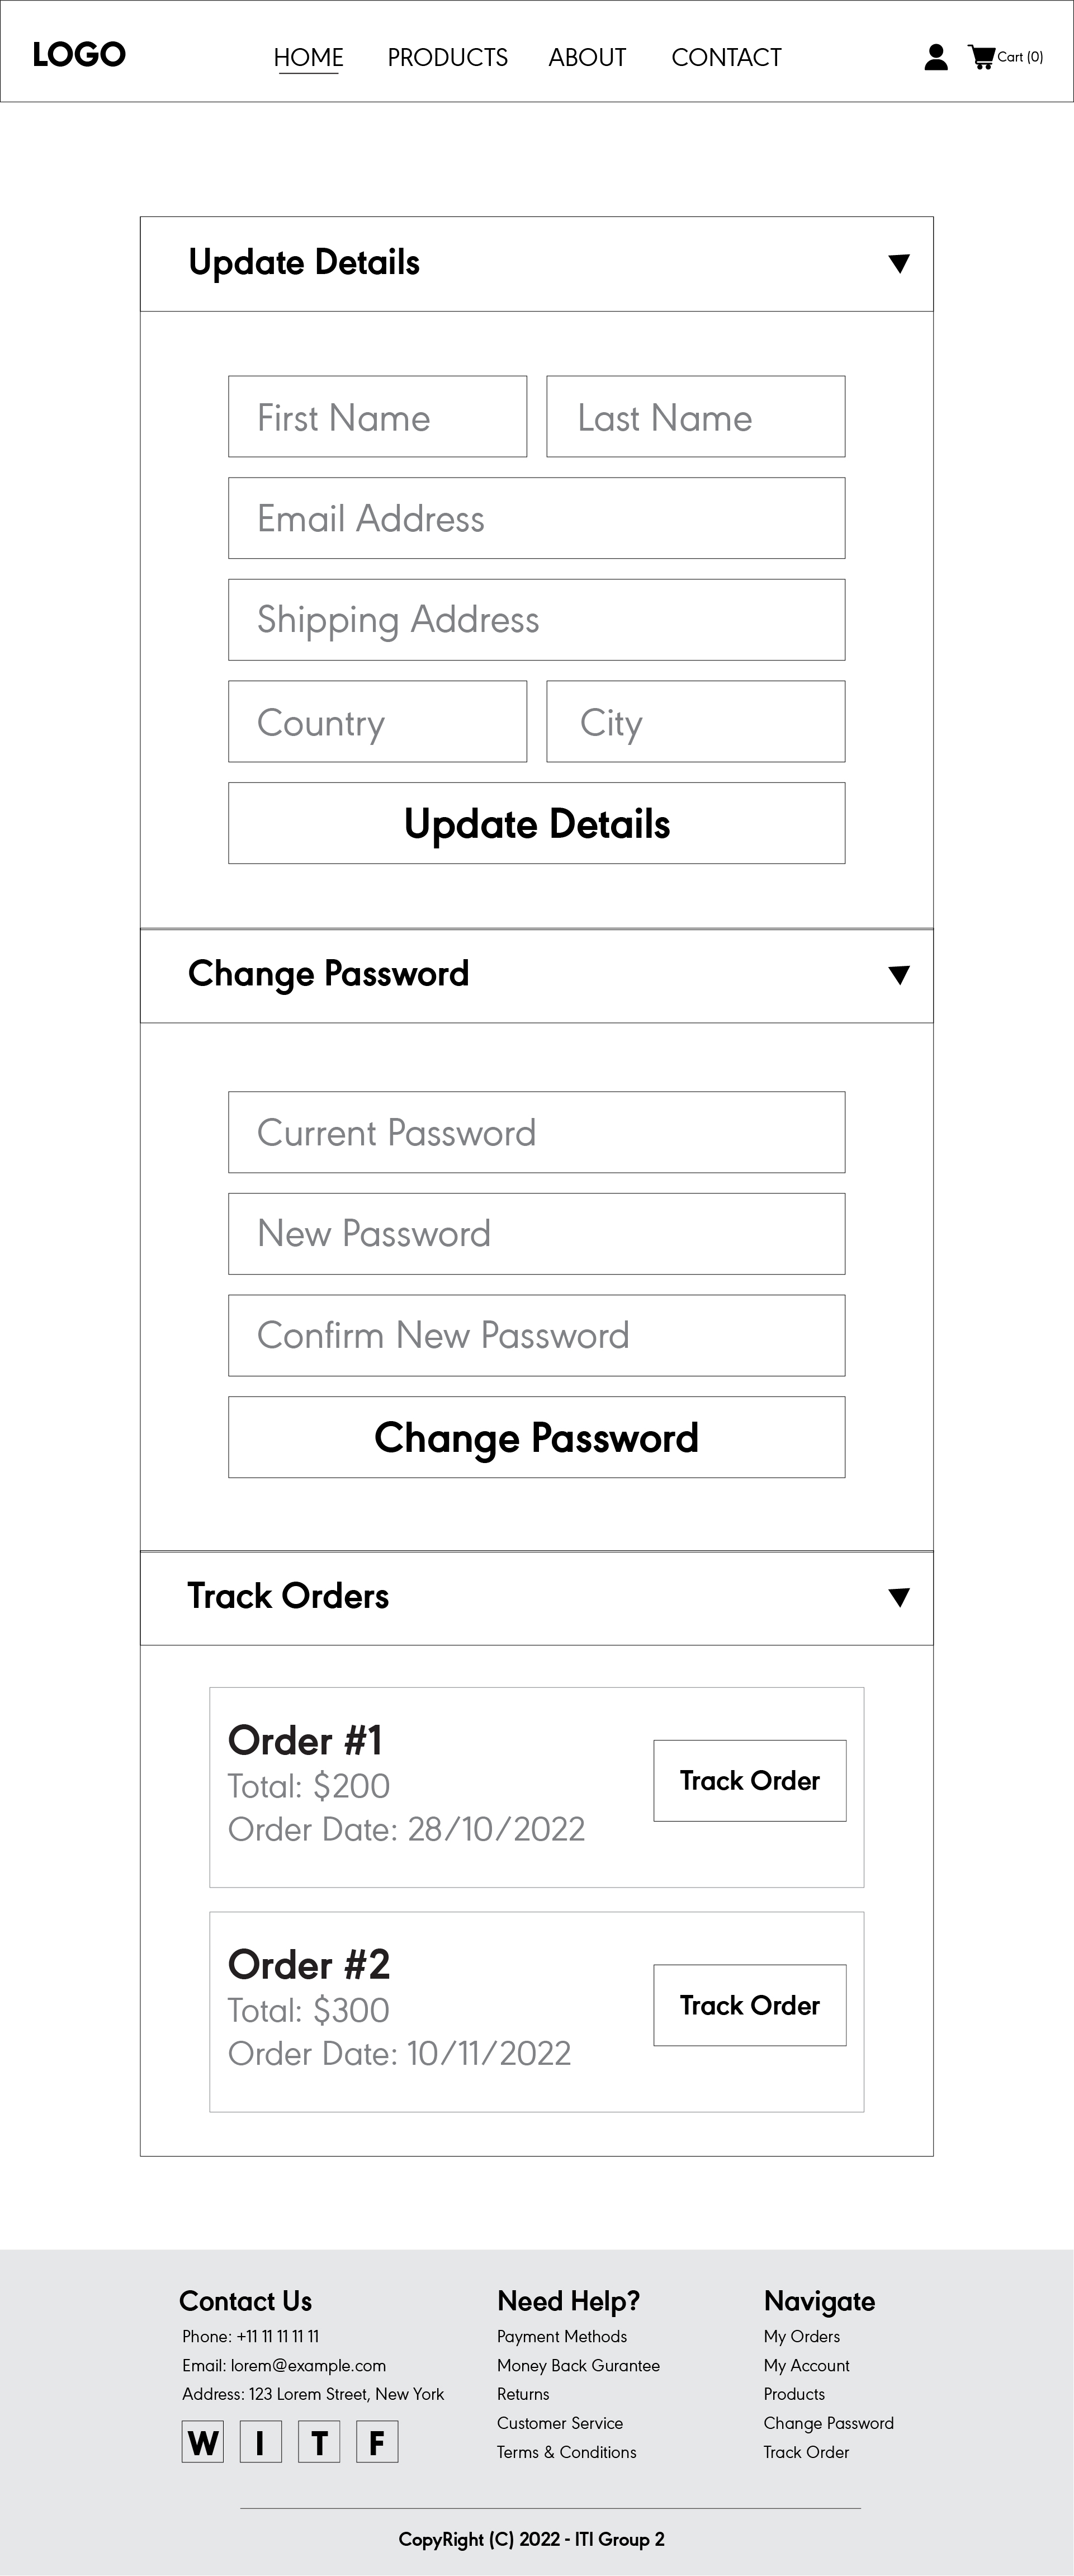 LOGO HOME PRODUCTS ABOUT CONTACT Cart (0)
Update Details
First Name Last Name
Email Address
Shipping Address
Country City
Update Details
Change Password
Current Password
New Password
Confirm New Password
Change Password
Track Orders
Order #1
Total: $200
Order Date: 28/10/2022
Track Order
Order #2
Total: $300
Order Date: 10/11/2022
Track Order
Contact Us
Phone: +11 11 11 11 11
Email: lorem@example.com
Address: 123 Lorem Street, New York
W I T F
Need Help?
Payment Methods
Money Back Gurantee
Returns
Customer Service
Terms & Conditions
Navigate
My Orders
My Account
Products
Change Password
Track Order
CopyRight (C) 2022 - ITI Group 2